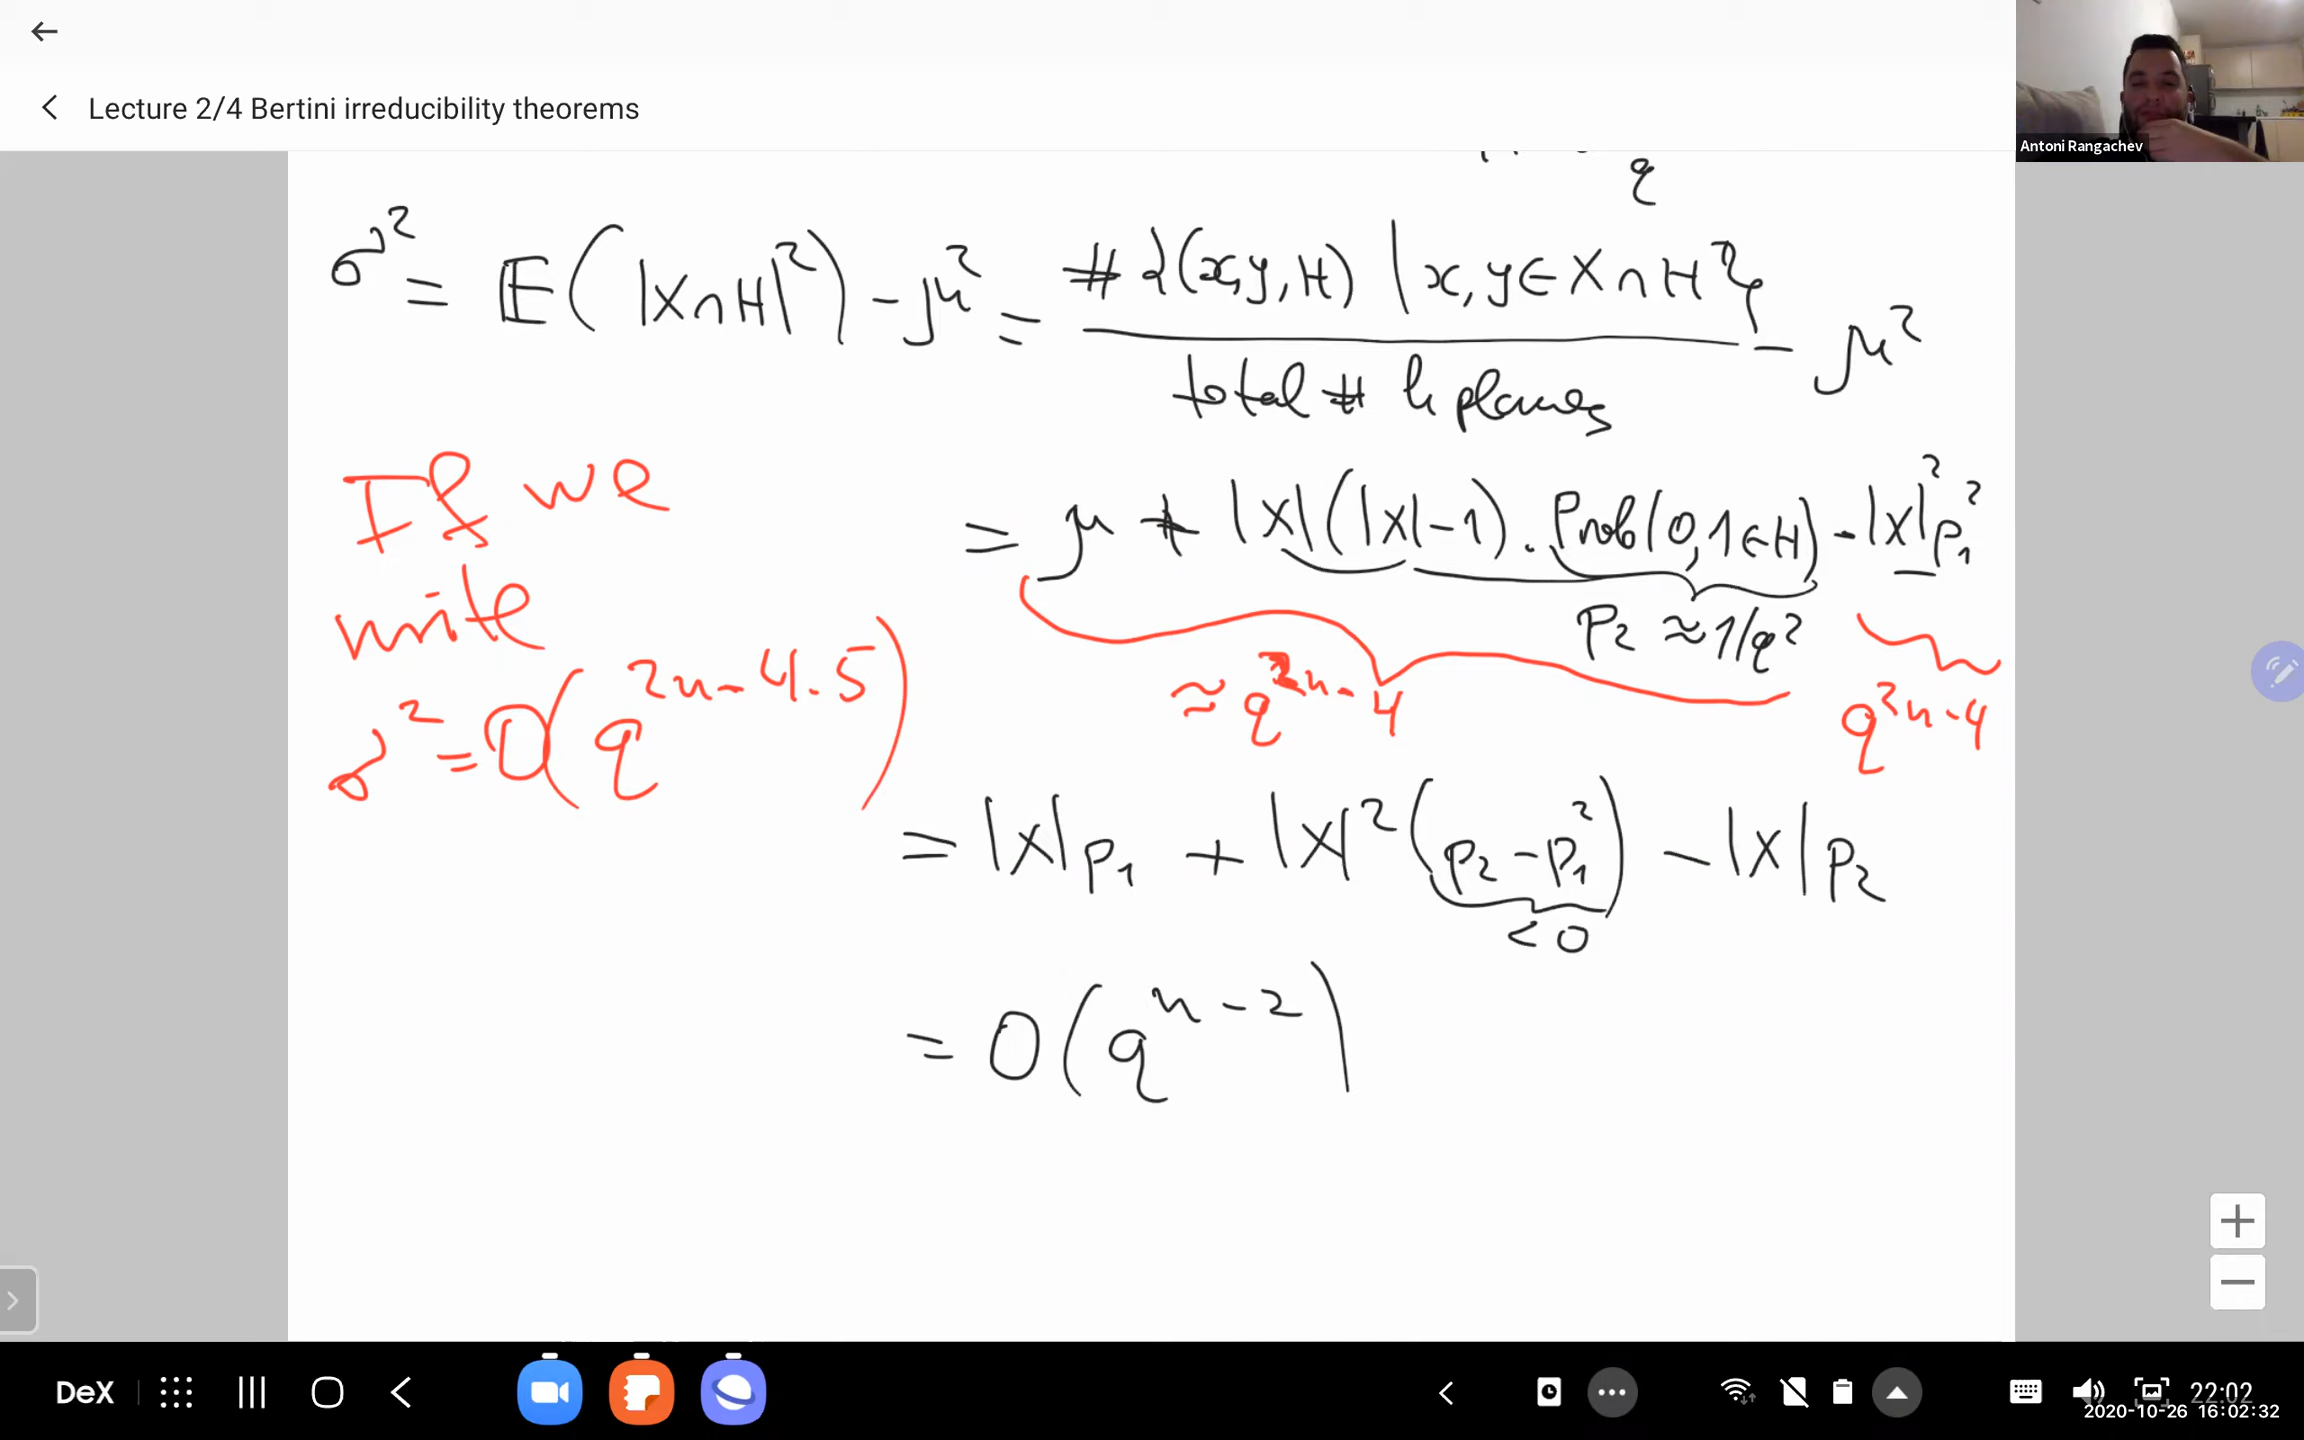 Lecture 2/4 Bertini irreducibility theorems
Antoni Rangachev
q
σ² = 𝔼(|X∩H|²) - μ² = #{(x,y,H) | x,y ∈ X∩H} / total # hplanes - μ²
If we write σ² = O(q^{2n-4.5})
= μ + |X|(|X|-1) . Prob(0,1∈H) - |X|² p₁²
p₂ ≈ 1/q²
≈ q^{2n-4} q^{2n-4}
= |X|p₁ + |X|²(p₂ - p₁²) - |X|p₂
< 0
= O(q^{n-2})
DeX
22:02
2020-10-26 16:02:32